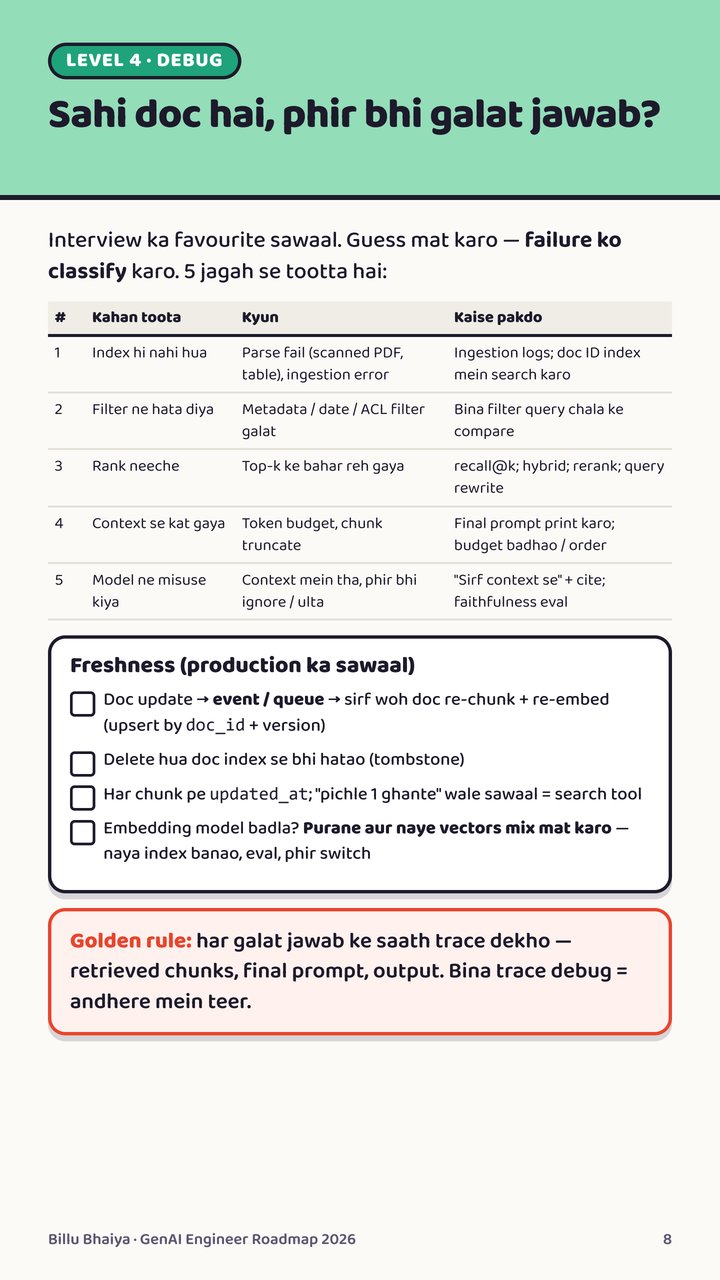 LEVEL 4 · DEBUG
Sahi doc hai, phir bhi galat jawab?
Interview ka favourite sawaal. Guess mat karo — failure ko
classify karo. 5 jagah se tootta hai:
# Kahan toota Kyun Kaise pakdo
1 Index hi nahi hua Parse fail (scanned PDF, table), ingestion error Ingestion logs; doc ID index mein search karo
2 Filter ne hata diya Metadata / date / ACL filter galat Bina filter query chala ke compare
3 Rank neeche Top-k ke bahar reh gaya recall@k; hybrid; rerank; query rewrite
4 Context se kat gaya Token budget, chunk truncate Final prompt print karo; budget badhao / order
5 Model ne misuse kiya Context mein tha, phir bhi ignore / ulta "Sirf context se" + cite; faithfulness eval
Freshness (production ka sawaal)
Doc update → event / queue → sirf woh doc re-chunk + re-embed
(upsert by doc_id + version)
Delete hua doc index se bhi hatao (tombstone)
Har chunk pe updated_at; "pichle 1 ghante" wale sawaal = search tool
Embedding model badla? Purane aur naye vectors mix mat karo —
naya index banao, eval, phir switch
Golden rule: har galat jawab ke saath trace dekho —
retrieved chunks, final prompt, output. Bina trace debug =
andhere mein teer.
Billu Bhaiya · GenAI Engineer Roadmap 2026 8